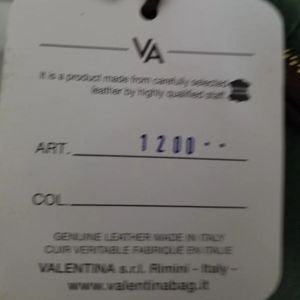 VA
It is a product made from carefully selected
leather by highly qualified staff.
ART. 1200--
COL.
GENUINE LEATHER MADE IN ITALY
CUIR VERITABLE FABRIQUE EN ITALIE
VALENTINA s.r.l. Rimini - Italy -
www.valentinabag.it